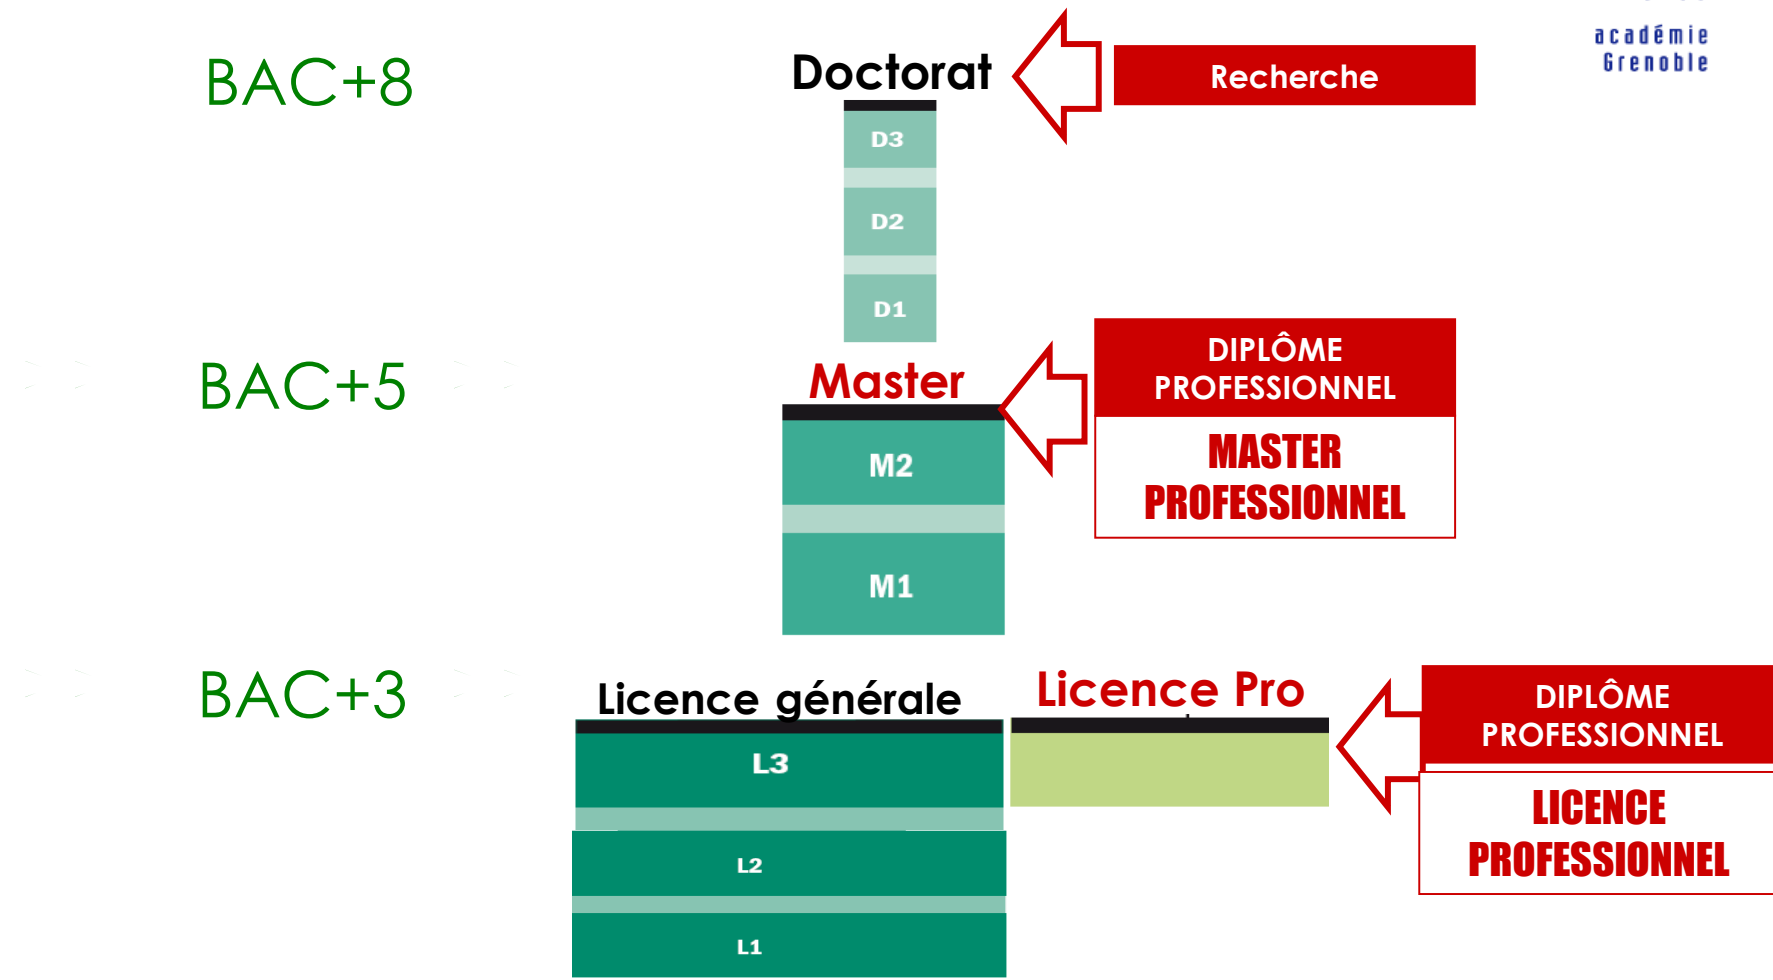 académie
Grenoble
BAC+8
Doctorat
Recherche
D3
D2
D1
BAC+5
Master
DIPLÔME
PROFESSIONNEL
MASTER
PROFESSIONNEL
M2
M1
BAC+3
Licence générale
Licence Pro
DIPLÔME
PROFESSIONNEL
LICENCE
PROFESSIONNEL
L3
L2
L1